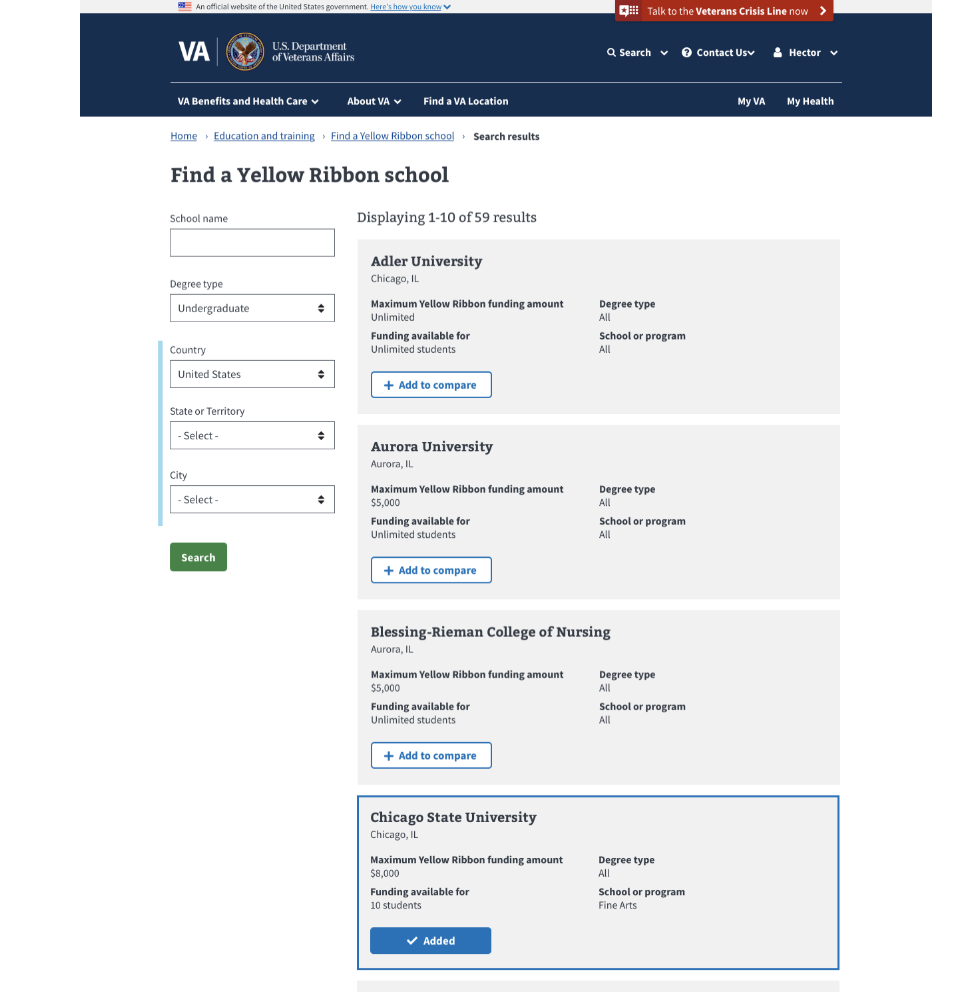 An official website of the United States government. Here's how you know
Talk to the Veterans Crisis Line now
VA
U.S. Department
of Veterans Affairs
Search
Contact Us
Hector
VA Benefits and Health Care
About VA
Find a VA Location
My VA
My Health
Home › Education and training › Find a Yellow Ribbon school › Search results
Find a Yellow Ribbon school
School name
Degree type
Undergraduate
Country
United States
State or Territory
- Select -
City
- Select -
Search
Displaying 1-10 of 59 results
Adler University
Chicago, IL
Maximum Yellow Ribbon funding amount
Unlimited
Degree type
All
Funding available for
Unlimited students
School or program
All
+ Add to compare
Aurora University
Aurora, IL
Maximum Yellow Ribbon funding amount
$5,000
Degree type
All
Funding available for
Unlimited students
School or program
All
+ Add to compare
Blessing-Rieman College of Nursing
Aurora, IL
Maximum Yellow Ribbon funding amount
$5,000
Degree type
All
Funding available for
Unlimited students
School or program
All
+ Add to compare
Chicago State University
Chicago, IL
Maximum Yellow Ribbon funding amount
$8,000
Degree type
All
Funding available for
10 students
School or program
Fine Arts
Added